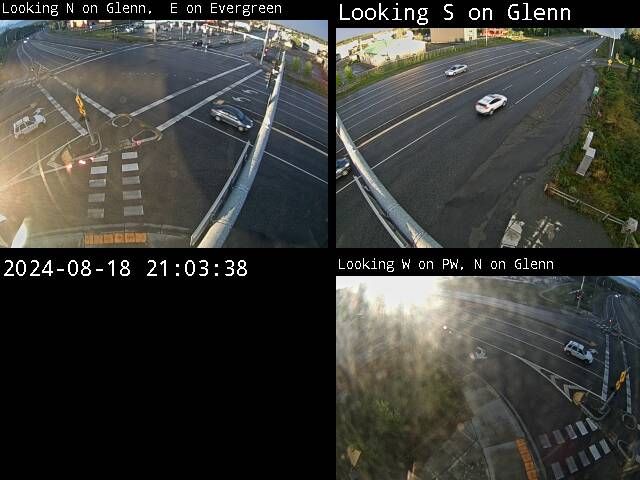 Looking N on Glenn,  E on Evergreen
Looking S on Glenn
2024-08-18 21:03:38
Looking W on PW, N on Glenn